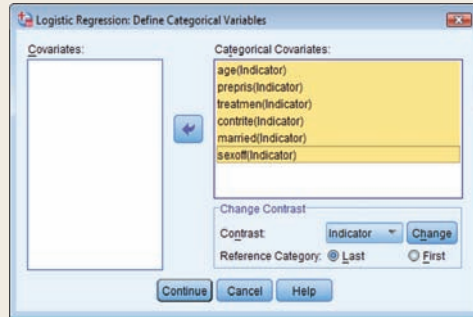 Logistic Regression: Define Categorical Variables
Covariates:
Categorical Covariates:
age(Indicator)
prepris(Indicator)
treatmen(Indicator)
contrite(Indicator)
married(Indicator)
sexoff(Indicator)
Change Contrast
Contrast: Indicator Change
Reference Category: Last First
Continue Cancel Help